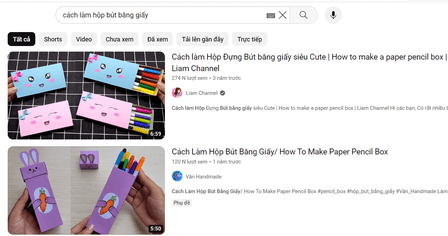 cách làm hộp bút bằng giấy
Tất cả Shorts Video Chưa xem Đã xem Tải lên gần đây Trực tiếp
Cách làm Hộp Đựng Bút bằng giấy siêu Cute | How to make a paper pencil box |
Liam Channel
274 N lượt xem • 3 năm trước
Liam Channel
Cách làm Hộp Đựng Bút bằng giấy siêu Cute | How to make a paper pencil box | Liam Channel Hi các bạn, Có rất nhiều
6:59
Cách Làm Hộp Bút Bằng Giấy/ How To Make Paper Pencil Box
120 N lượt xem • 1 năm trước
Vân Handmade
Cách Làm Hộp Bút Bằng Giấy/ How To Make Paper Pencil Box #pencil_box #hộp_bút_bằng_giấy #Vân_Handmade Làm
Phụ đề
5:50